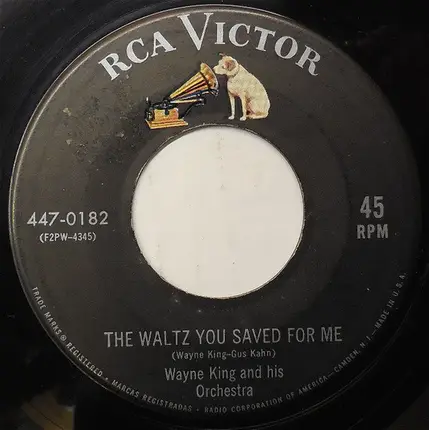 RCA VICTOR
447-0182
(F2PW-4345)
45
RPM
THE WALTZ YOU SAVED FOR ME
(Wayne King-Gus Kahn)
Wayne King and his
Orchestra
TRADE MARKS ® REGISTERED • MARCAS REGISTRADAS • RADIO CORPORATION OF AMERICA—CAMDEN, N.J.—MADE IN U.S.A.